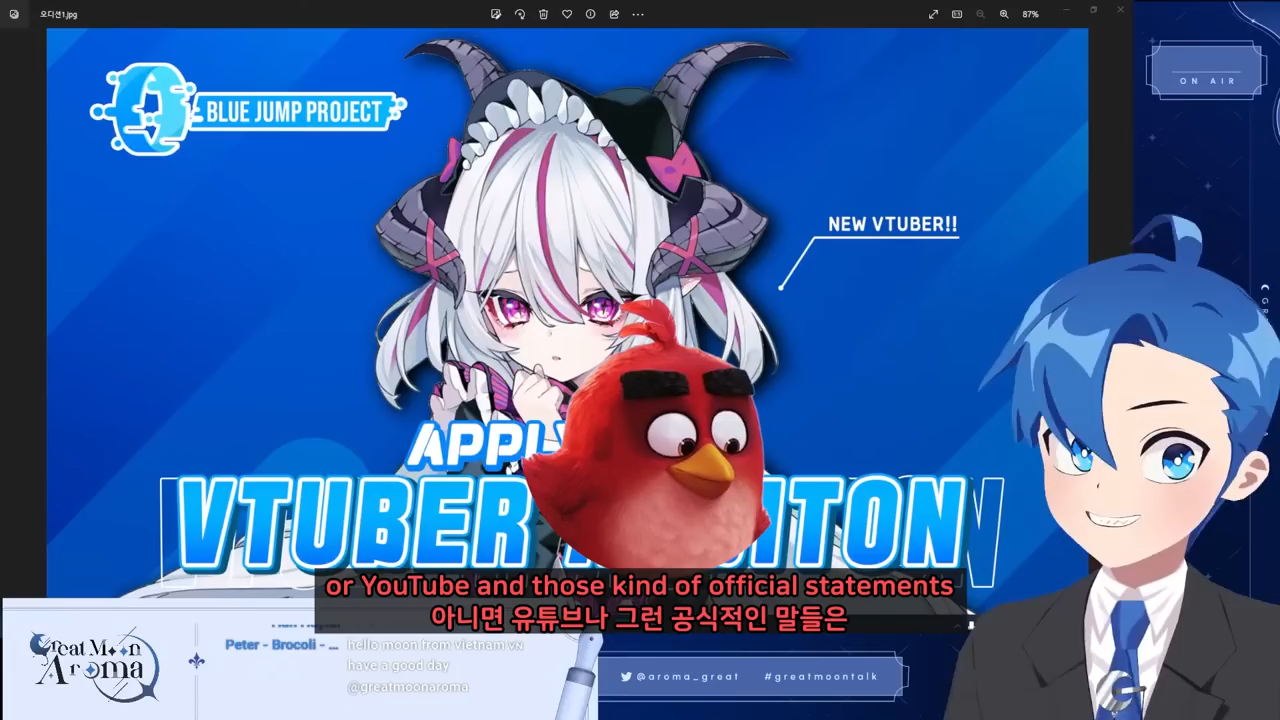 오디션1.jpg
87%
ON AIR
BLUE JUMP PROJECT
NEW VTUBER!!
APPLY
VTUBER
ITON
or YouTube and those kind of official statements
아니면 유튜브나 그런 공식적인 말들은
Great Moon
Aroma
Peter - Brocoli - ...
hello moon from vietnam VN
have a good day
@greatmoonaroma
@aroma_great
#greatmoontalk